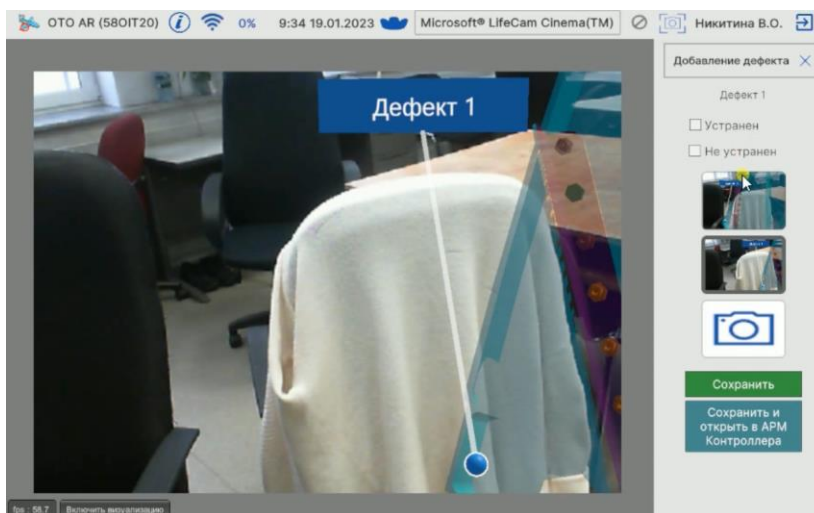 ОТО AR (58OIT20)
0%
9:34 19.01.2023
Microsoft® LifeCam Cinema(TM)
Никитина В.О.
Добавление дефекта
Дефект 1
Дефект 1
Устранен
Не устранен
Сохранить
Сохранить и
открыть в АРМ
Контроллера
fps : 58.7
Включить визуализацию